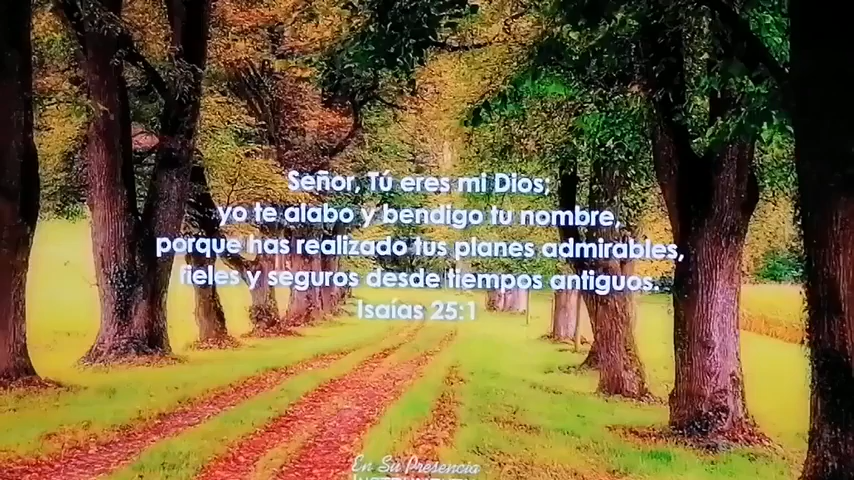 Señor, Tú eres mi Dios;
yo te alabo y bendigo tu nombre,
porque has realizado tus planes admirables,
fieles y seguros desde tiempos antiguos.
Isaías 25:1
En Su Presencia